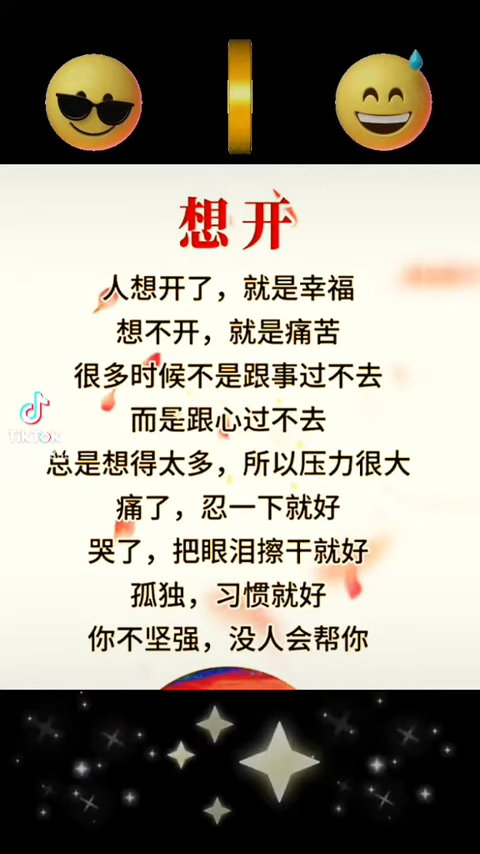 想开
人想开了，就是幸福
想不开，就是痛苦
很多时候不是跟事过不去
而是跟心过不去
TikTok
总是想得太多，所以压力很大
痛了，忍一下就好
哭了，把眼泪擦干就好
孤独，习惯就好
你不坚强，没人会帮你